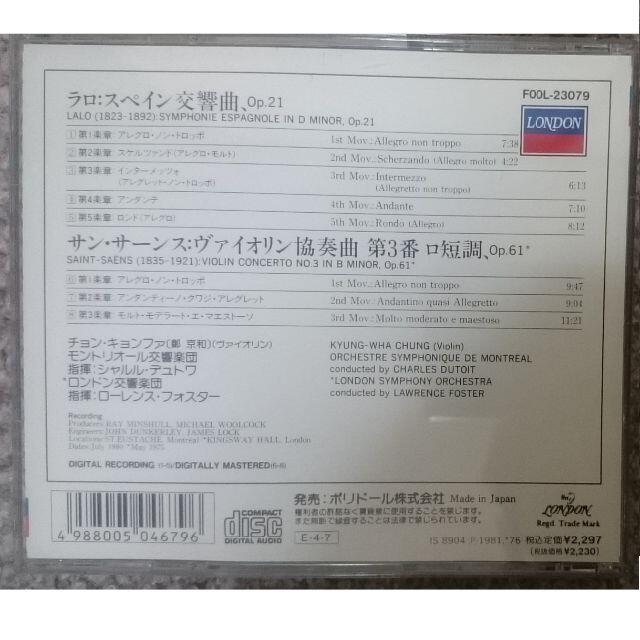 ラロ:スペイン交響曲、Op.21
F00L-23079
LALO (1823-1892):SYMPHONIE ESPAGNOLE IN D MINOR, Op.21
LONDON
① 第1楽章: アレグロ・ノン・トロッポ 1st Mov.:Allegro non troppo 7:38
② 第2楽章: スケルツァンド(アレグロ・モルト) 2nd Mov.:Scherzando (Allegro molto) 4:22
③ 第3楽章: インターメッツォ 3rd Mov.:Intermezzo 6:13
(アレグレット・ノン・トロッポ) (Allegretto non troppo)
④ 第4楽章: アンダンテ 4th Mov.:Andante 7:10
⑤ 第5楽章: ロンド(アレグロ) 5th Mov.:Rondo (Allegro) 8:12
サン・サーンス:ヴァイオリン協奏曲 第3番 ロ短調、Op.61*
SAINT-SAENS (1835-1921):VIOLIN CONCERTO NO.3 IN B MINOR, Op.61*
⑥ 第1楽章: アレグロ・ノン・トロッポ 1st Mov.:Allegro non troppo 9:47
⑦ 第2楽章: アンダンティーノ・クワジ・アレグレット 2nd Mov.:Andantino quasi Allegretto 9:04
⑧ 第3楽章: モルト・モデラート・エ・マエストーソ 3rd Mov.:Molto moderato e maestoso 11:21
チョン・キョンファ(鄭 京和)(ヴァイオリン) KYUNG-WHA CHUNG (Violin)
モントリオール交響楽団 ORCHESTRE SYMPHONIQUE DE MONTREAL
指揮:シャルル・デュトワ conducted by CHARLES DUTOIT
*ロンドン交響楽団 *LONDON SYMPHONY ORCHESTRA
指揮:ローレンス・フォスター conducted by LAWRENCE FOSTER
Recording
Producers:RAY MINSHULL, MICHAEL WOOLCOCK
Engineers:JOHN DUNKERLEY, JAMES LOCK
Locations:ST.EUSTACHE, Montréal *KINGSWAY HALL, London
Dates:July 1980 *May 1975
DIGITAL RECORDING (1-5)/DIGITALLY MASTERED(6-8)
4 988005 046796
COMPACT
disc
DIGITAL AUDIO
発売:ポリドール株式会社 Made in Japan
権利者の許諾なく賃貸業に使用することを禁じます。
また無断で録音することは法律で禁じられています。
E-4-7
LONDON
Regd. Trade Mark
IS 8904 P-1981,'76 税込定価¥2,297
(税抜価格¥2,230)